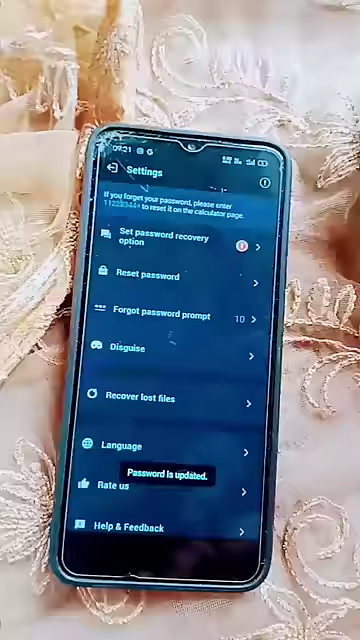 09:21
Settings
If you forget your password, please enter
11223344= to reset it on the calculator page.
Set password recovery
option
Reset password
Forgot password prompt
10
Disguise
Recover lost files
Language
Password is updated.
Rate us
Help & Feedback